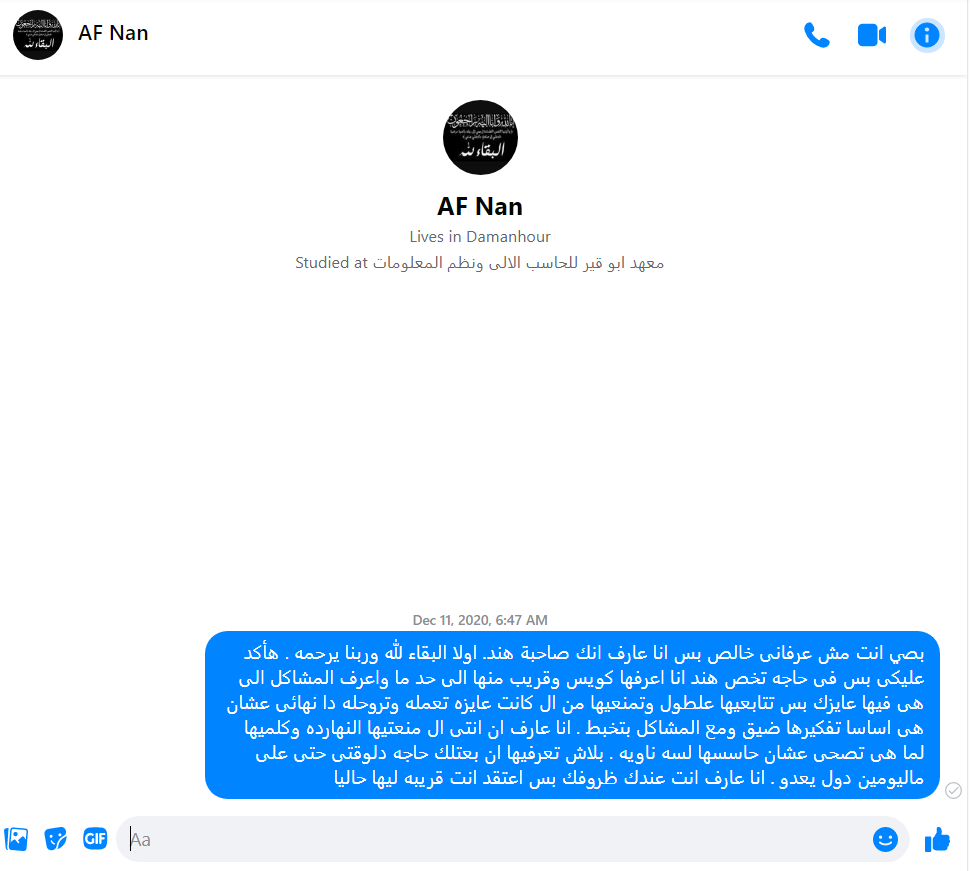 AF Nan
البقاء لله
AF Nan
Lives in Damanhour
Studied at معهد ابو قير للحاسب الالى ونظم المعلومات
Dec 11, 2020, 6:47 AM
بصي انت مش عرفانى خالص بس انا عارف انك صاحبة هند. اولا البقاء لله وربنا يرحمه . هأكد
عليكى بس فى حاجه تخص هند انا اعرفها كويس وقريب منها الى حد ما واعرف المشاكل الى
هى فيها عايزك بس تتابعيها علطول وتمنعيها من ال كانت عايزه تعمله وتروحله دا نهائى عشان
هى اساسا تفكيرها ضيق ومع المشاكل بتخبط . انا عارف ان انتى ال منعتيها النهارده وكلميها
لما هى تصحى عشان حاسسها لسه ناويه . بلاش تعرفيها ان بعتلك حاجه دلوقتى حتى على
ماليومين دول يعدو . انا عارف انت عندك ظروفك بس اعتقد انت قريبه ليها حاليا
GIF
Aa